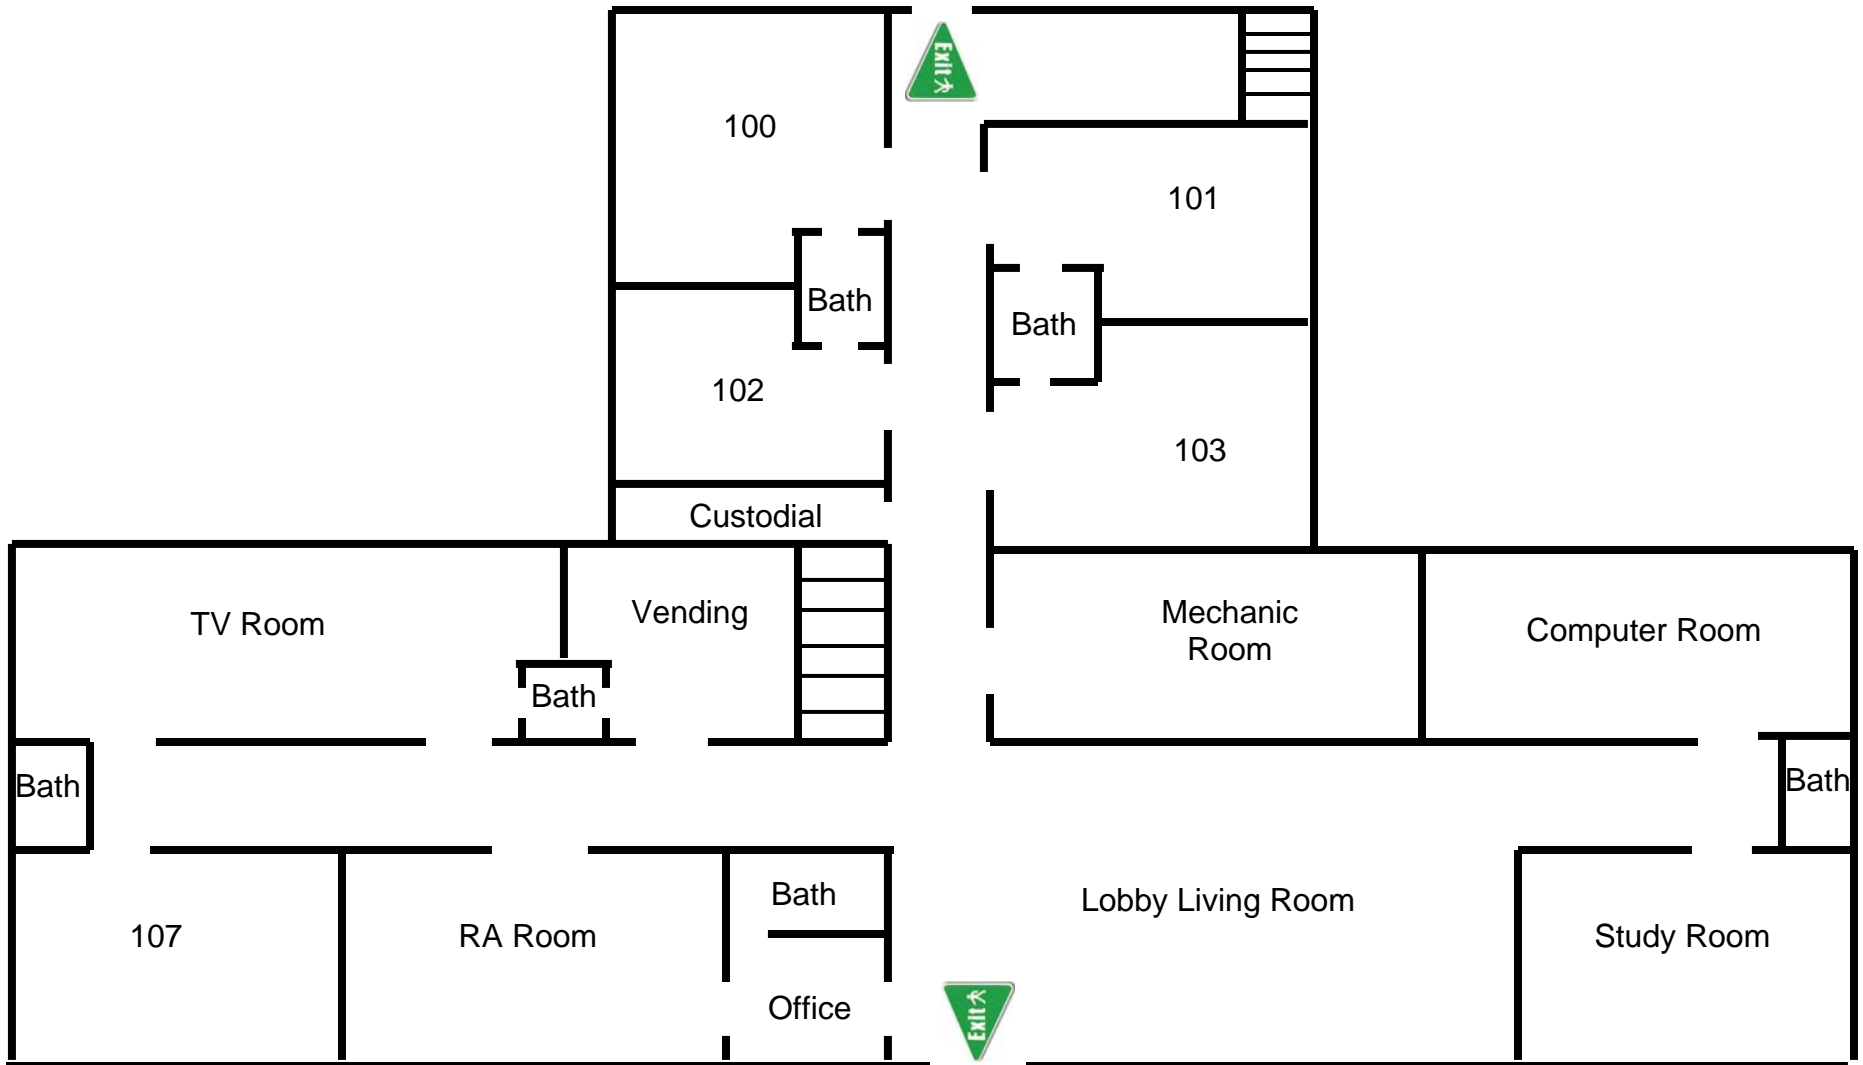 Exit
100
101
Bath
Bath
102
103
Custodial
TV Room
Vending
Mechanic
Room
Computer Room
Bath
Bath
Bath
Bath
Lobby Living Room
107
RA Room
Study Room
Office
Exit